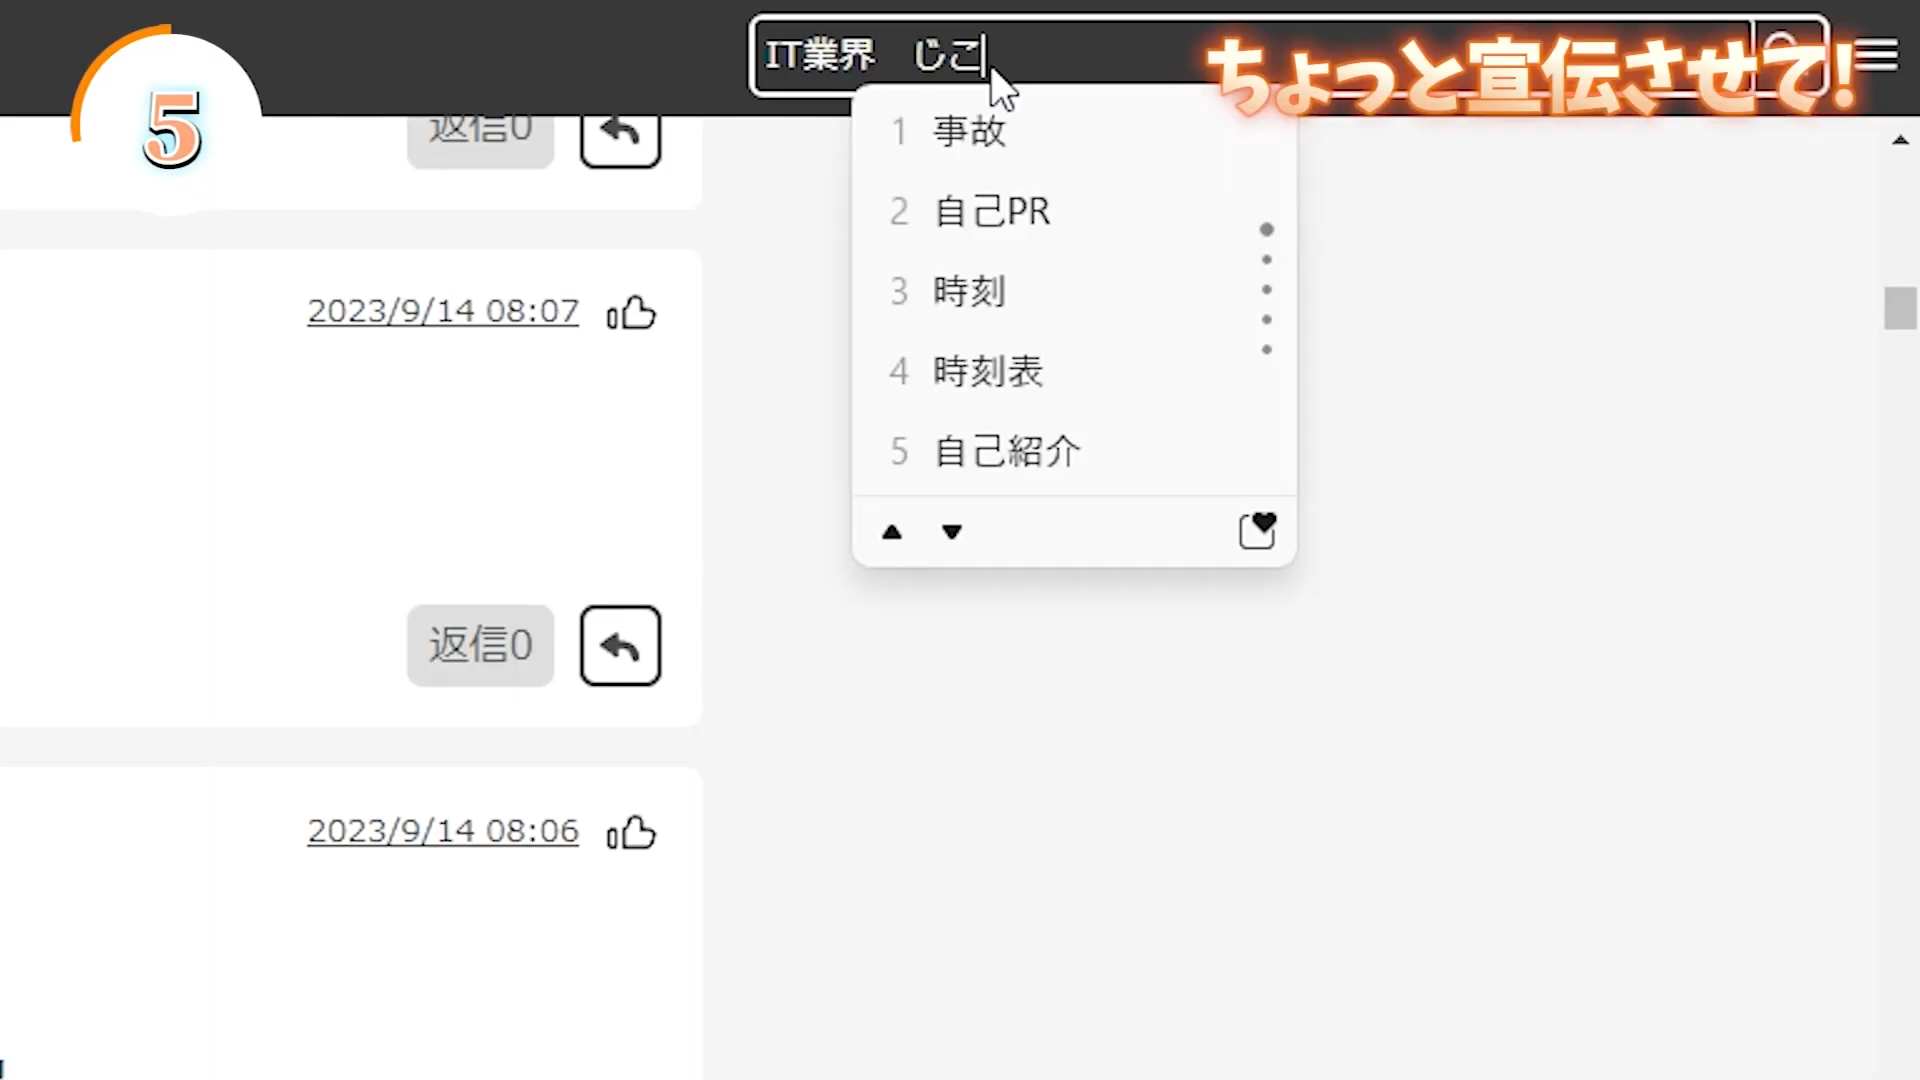 IT業界　じこ
ちょっと宣伝させて!
5
返信0
1 事故
2 自己PR
3 時刻
4 時刻表
5 自己紹介
2023/9/14 08:07
返信0
2023/9/14 08:06